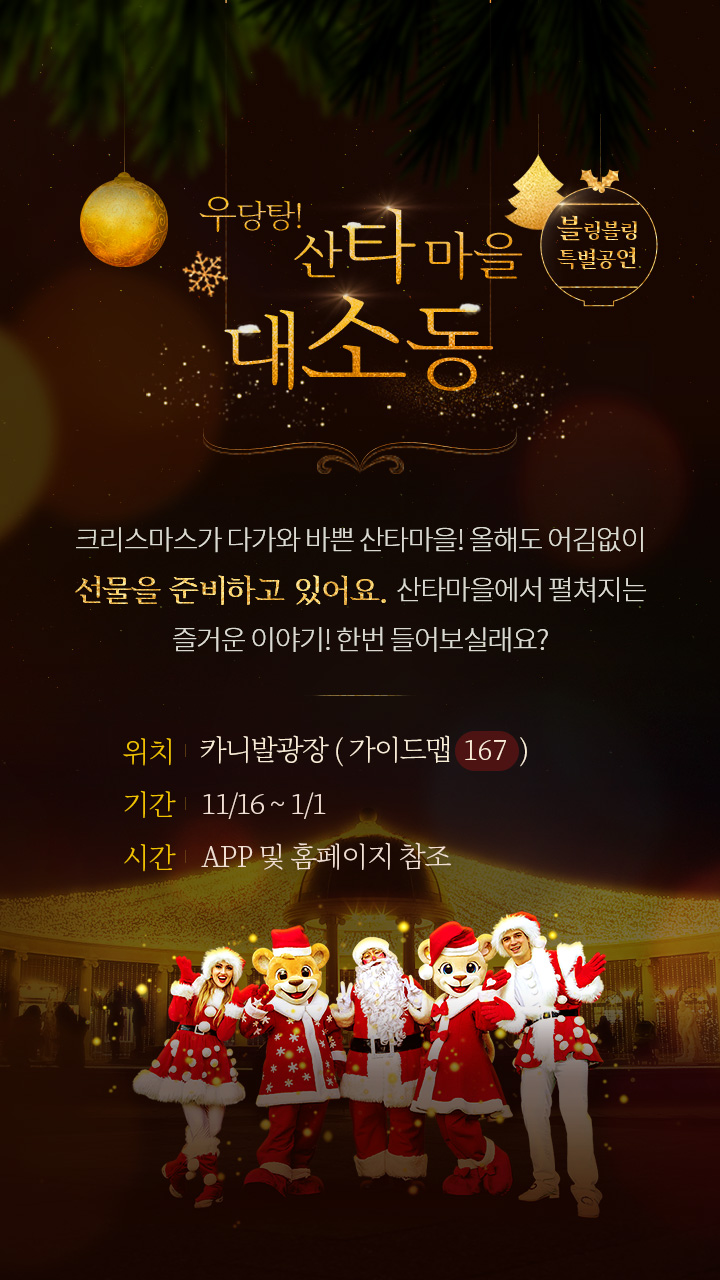 우당탕!
산타 마을
대소동
블링블링
특별공연
크리스마스가 다가와 바쁜 산타마을! 올해도 어김없이
선물을 준비하고 있어요. 산타마을에서 펼쳐지는
즐거운 이야기! 한번 들어보실래요?
위치 카니발광장 ( 가이드맵 167 )
기간 11/16 ~ 1/1
시간 APP 및 홈페이지 참조